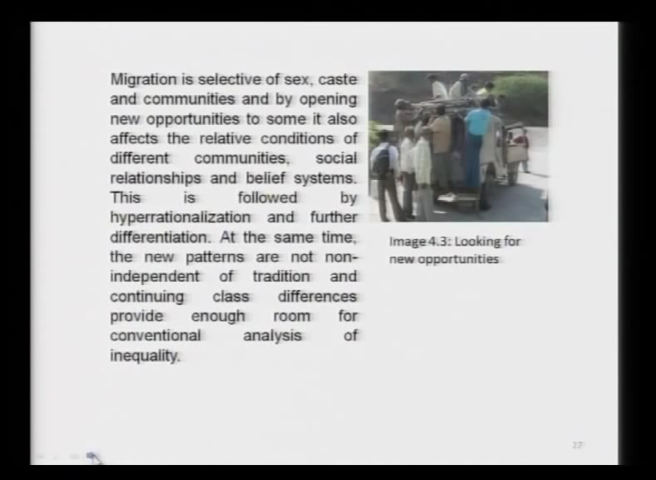 Migration is selective of sex, caste
and communities and by opening
new opportunities to some it also
affects the relative conditions of
different communities, social
relationships and belief systems.
This is followed by
hyperrationalization and further
differentiation. At the same time,
the new patterns are not non-
independent of tradition and
continuing class differences
provide enough room for
conventional analysis of
inequality.
Image 4.3: Looking for
new opportunities
27